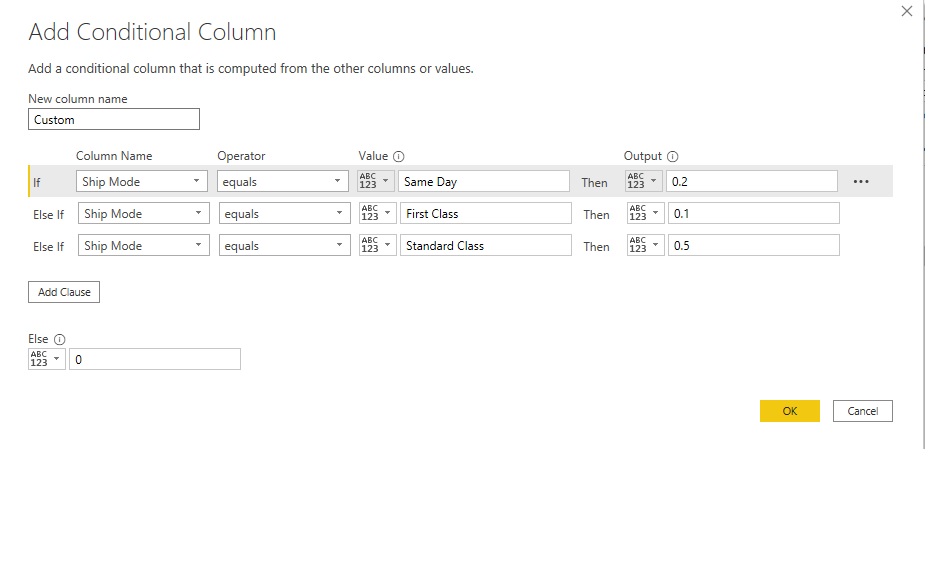 Add Conditional Column
Add a conditional column that is computed from the other columns or values.
New column name
Custom
Column Name Operator Value Output
If Ship Mode equals ABC 123 Same Day Then ABC 123 0.2 ...
Else If Ship Mode equals ABC 123 First Class Then ABC 123 0.1
Else If Ship Mode equals ABC 123 Standard Class Then ABC 123 0.5
Add Clause
Else
ABC 123 0
OK Cancel